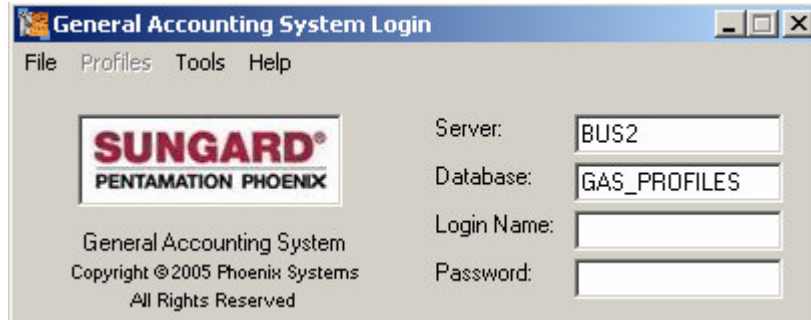 General Accounting System Login
File Profiles Tools Help
SUNGARD®
PENTAMATION PHOENIX
General Accounting System
Copyright © 2005 Phoenix Systems
All Rights Reserved
Server: BUS2
Database: GAS_PROFILES
Login Name:
Password: